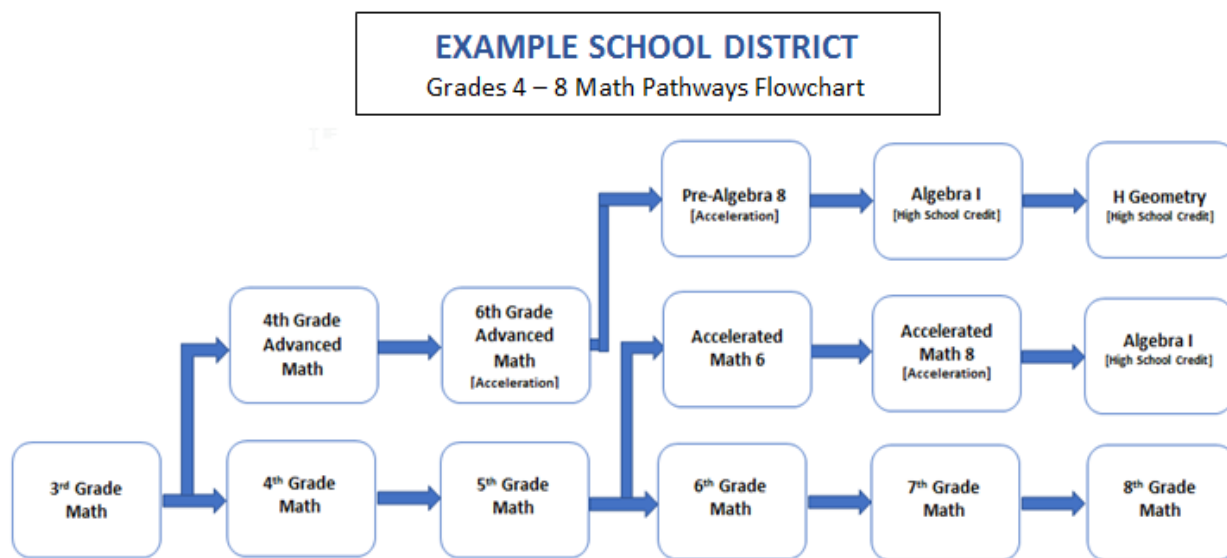 EXAMPLE SCHOOL DISTRICT
Grades 4 – 8 Math Pathways Flowchart
Pre-Algebra 8
[Acceleration]
Algebra I
[High School Credit]
H Geometry
[High School Credit]
4th Grade
Advanced
Math
6th Grade
Advanced
Math
[Acceleration]
Accelerated
Math 6
Accelerated
Math 8
[Acceleration]
Algebra I
[High School Credit]
3rd Grade
Math
4th Grade
Math
5th Grade
Math
6th Grade
Math
7th Grade
Math
8th Grade
Math